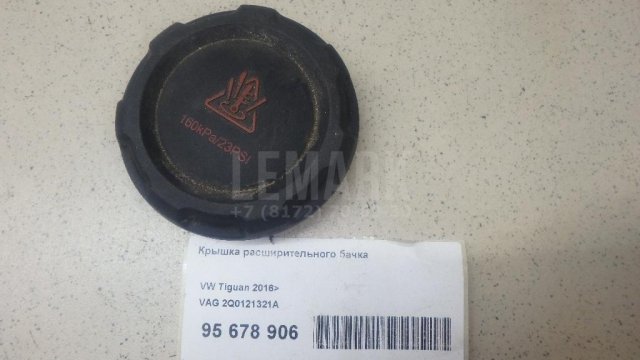 160kPa/23PSI
LEMARK
Крышка расширительного бачка
VW Tiguan 2016>
VAG 2Q0121321A
95 678 906